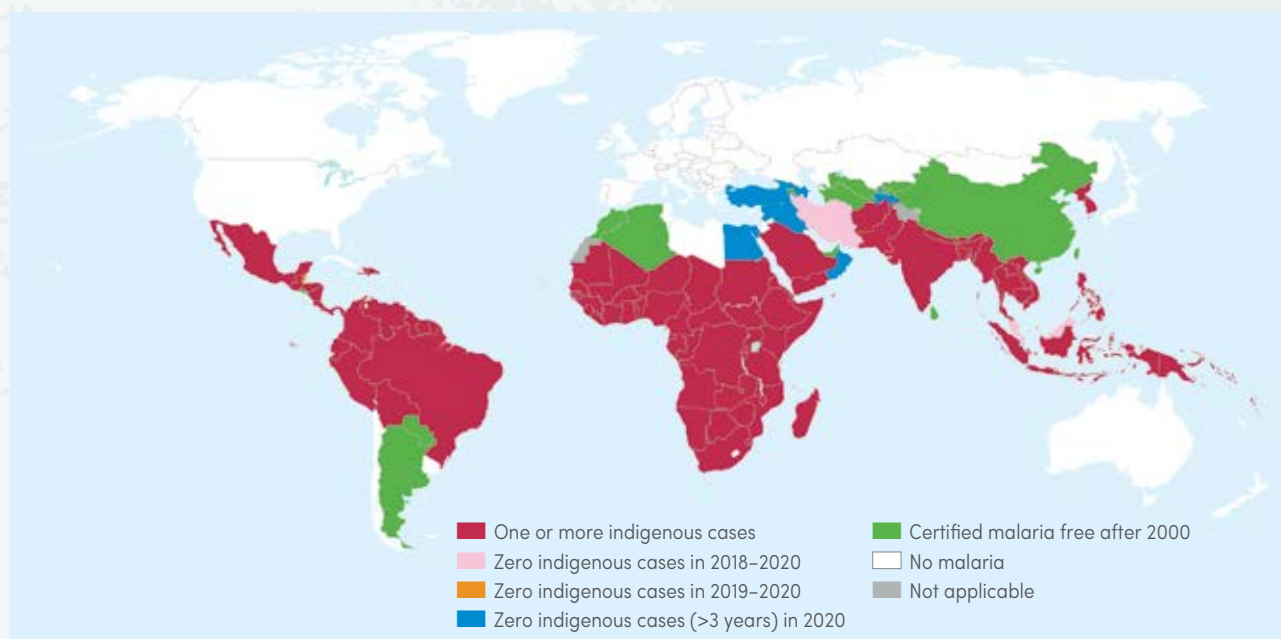 One or more indigenous cases
Zero indigenous cases in 2018–2020
Zero indigenous cases in 2019–2020
Zero indigenous cases (>3 years) in 2020
Certified malaria free after 2000
No malaria
Not applicable